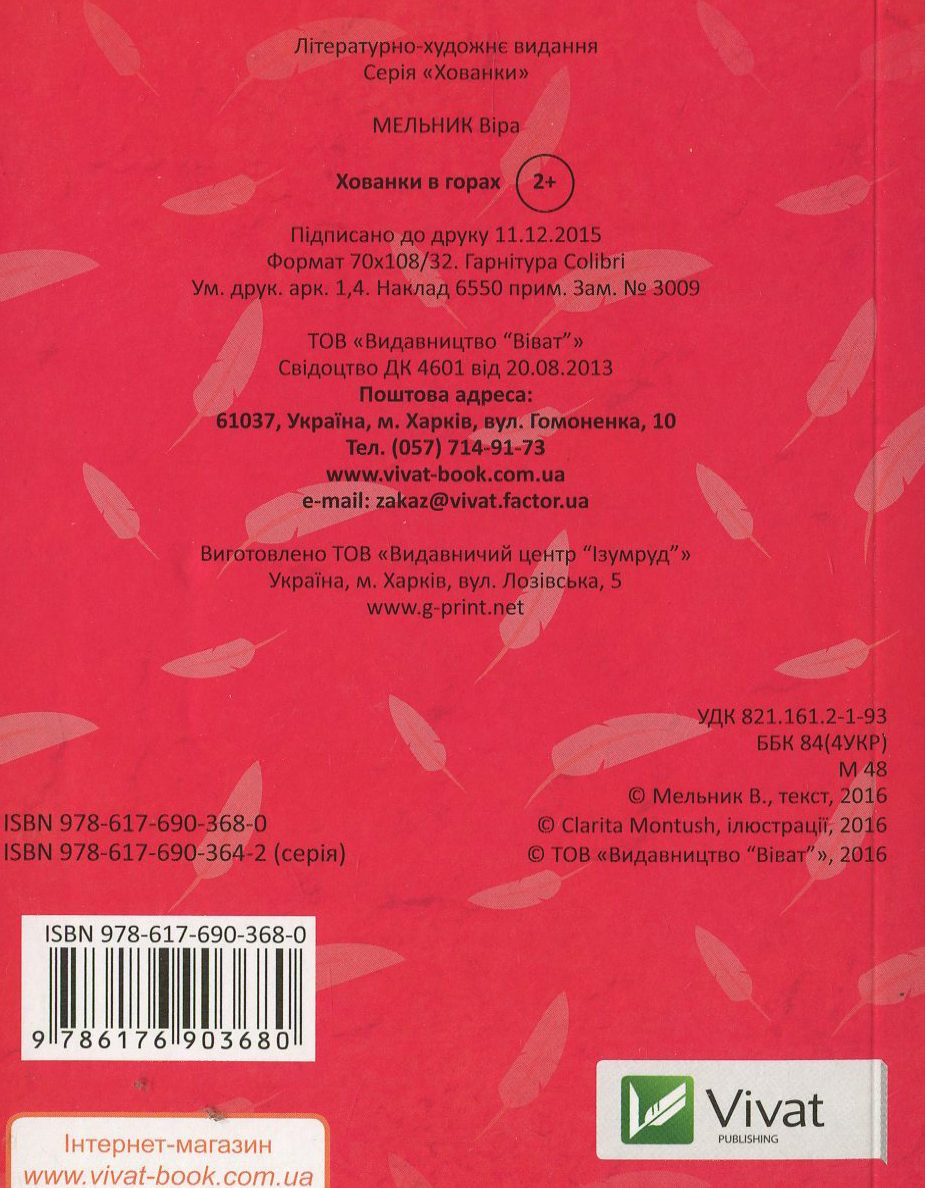 Літературно-художнє видання
Серія «Хованки»
МЕЛЬНИК Віра
Хованки в горах 2+
Підписано до друку 11.12.2015
Формат 70х108/32. Гарнітура Colibri
Ум. друк. арк. 1,4. Наклад 6550 прим. Зам. № 3009
ТОВ «Видавництво “Віват”»
Свідоцтво ДК 4601 від 20.08.2013
Поштова адреса:
61037, Україна, м. Харків, вул. Гомоненка, 10
Тел. (057) 714-91-73
www.vivat-book.com.ua
e-mail: zakaz@vivat.factor.ua
Виготовлено ТОВ «Видавничий центр “Ізумруд”»
Україна, м. Харків, вул. Лозівська, 5
www.g-print.net
УДК 821.161.2-1-93
ББК 84(4УКР)
М 48
© Мельник В., текст, 2016
© Clarita Montush, ілюстрації, 2016
© ТОВ «Видавництво “Віват”», 2016
ISBN 978-617-690-368-0
ISBN 978-617-690-364-2 (серія)
ISBN 978-617-690-368-0
9 786176 903680
Vivat
PUBLISHING
Інтернет-магазин
www.vivat-book.com.ua